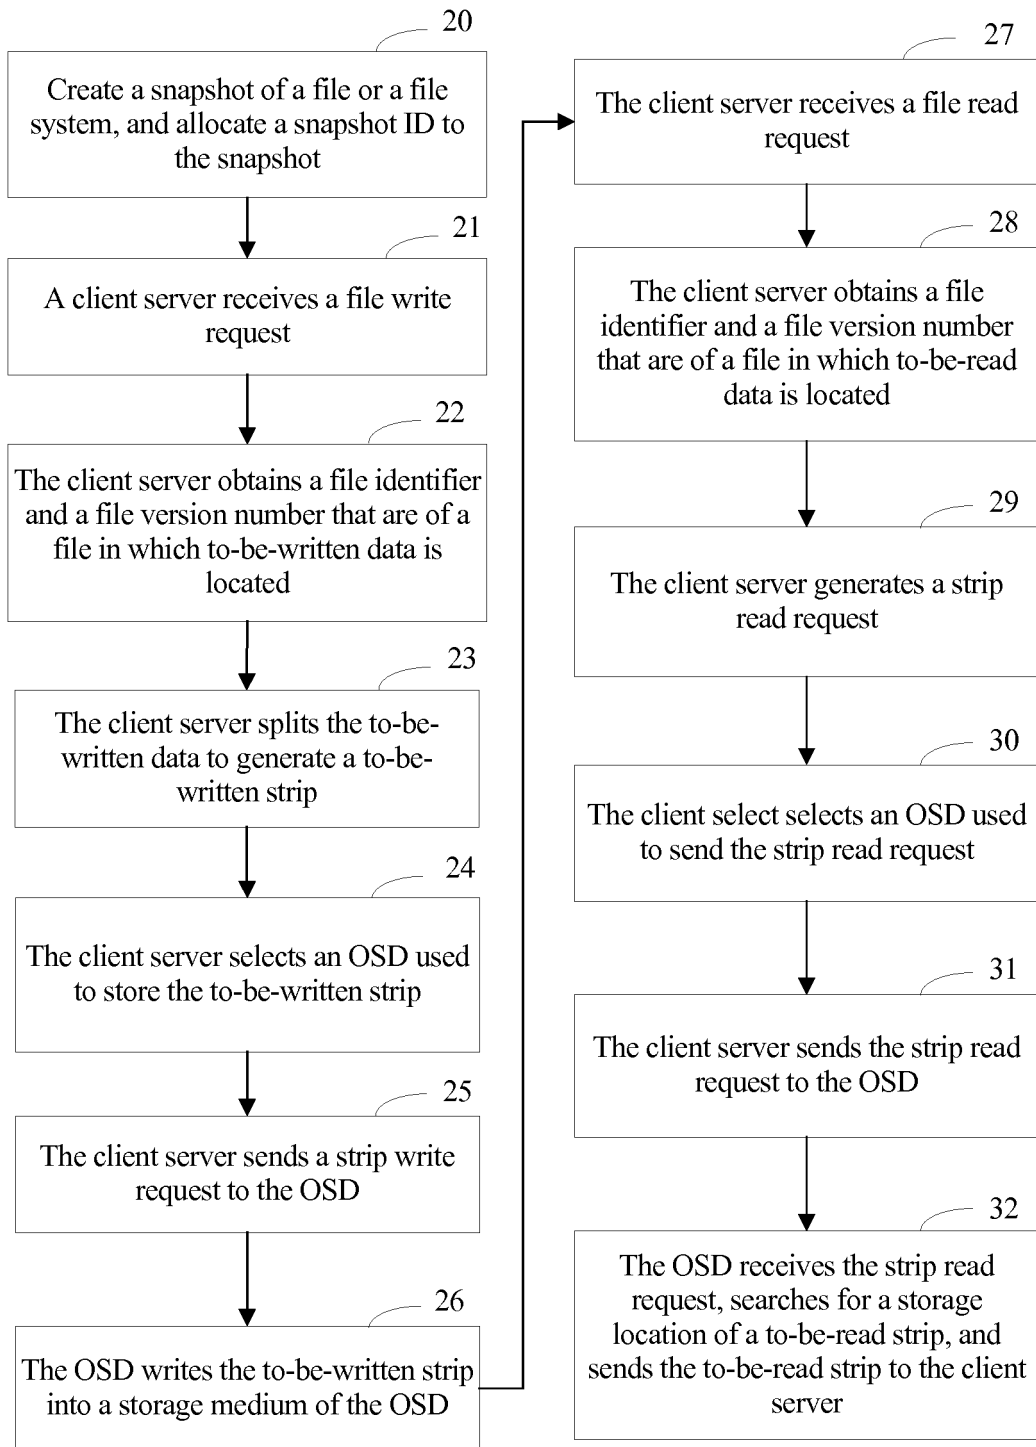 20
Create a snapshot of a file or a file
system, and allocate a snapshot ID to
the snapshot
21
A client server receives a file write
request
22
The client server obtains a file identifier
and a file version number that are of a
file in which to-be-written data is
located
23
The client server splits the to-be-
written data to generate a to-be-
written strip
24
The client server selects an OSD used
to store the to-be-written strip
25
The client server sends a strip write
request to the OSD
26
The OSD writes the to-be-written strip
into a storage medium of the OSD
27
The client server receives a file read
request
28
The client server obtains a file
identifier and a file version number
that are of a file in which to-be-read
data is located
29
The client server generates a strip
read request
30
The client select selects an OSD used
to send the strip read request
31
The client server sends the strip read
request to the OSD
32
The OSD receives the strip read
request, searches for a storage
location of a to-be-read strip, and
sends the to-be-read strip to the client
server